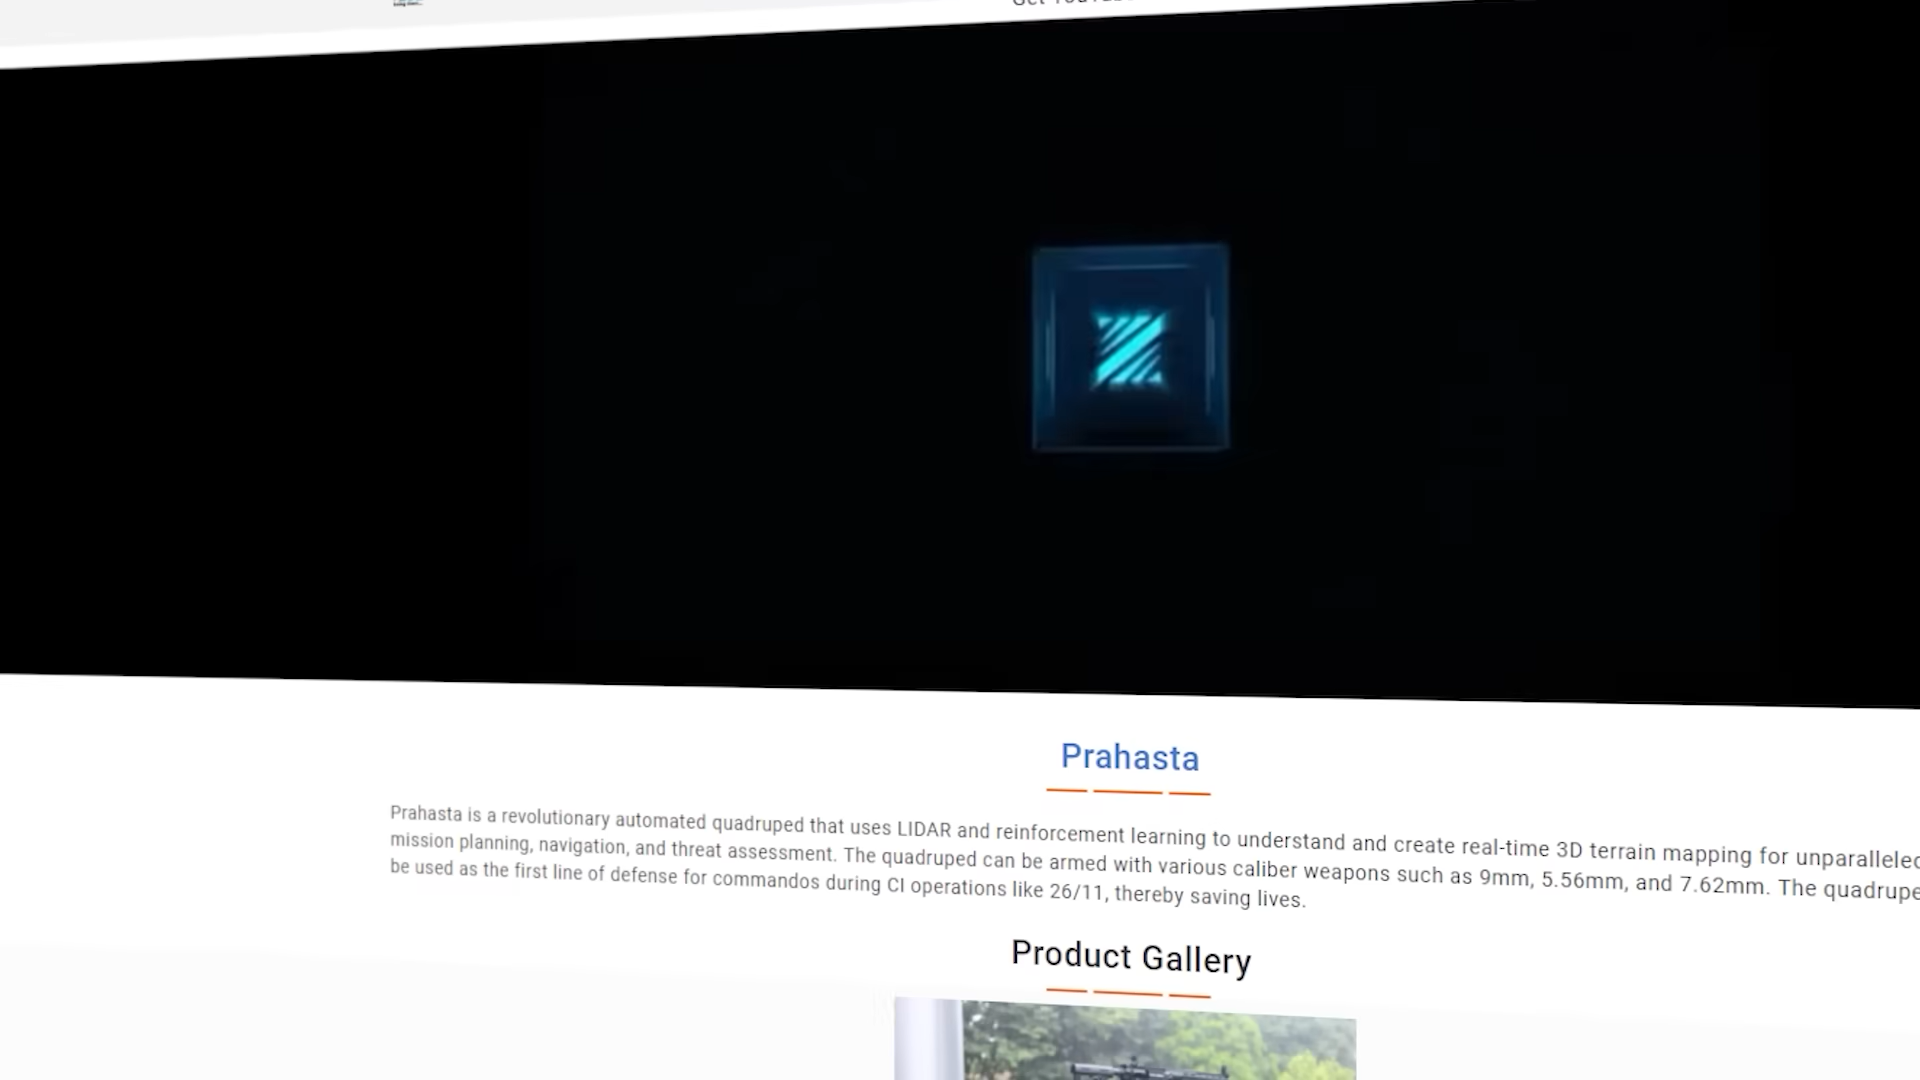 Prahasta
Prahasta is a revolutionary automated quadruped that uses LIDAR and reinforcement learning to understand and create real-time 3D terrain mapping for unparalleled
mission planning, navigation, and threat assessment. The quadruped can be armed with various caliber weapons such as 9mm, 5.56mm, and 7.62mm. The
be used as the first line of defense for commandos during CI operations like 26/11, thereby saving lives.
Product Gallery